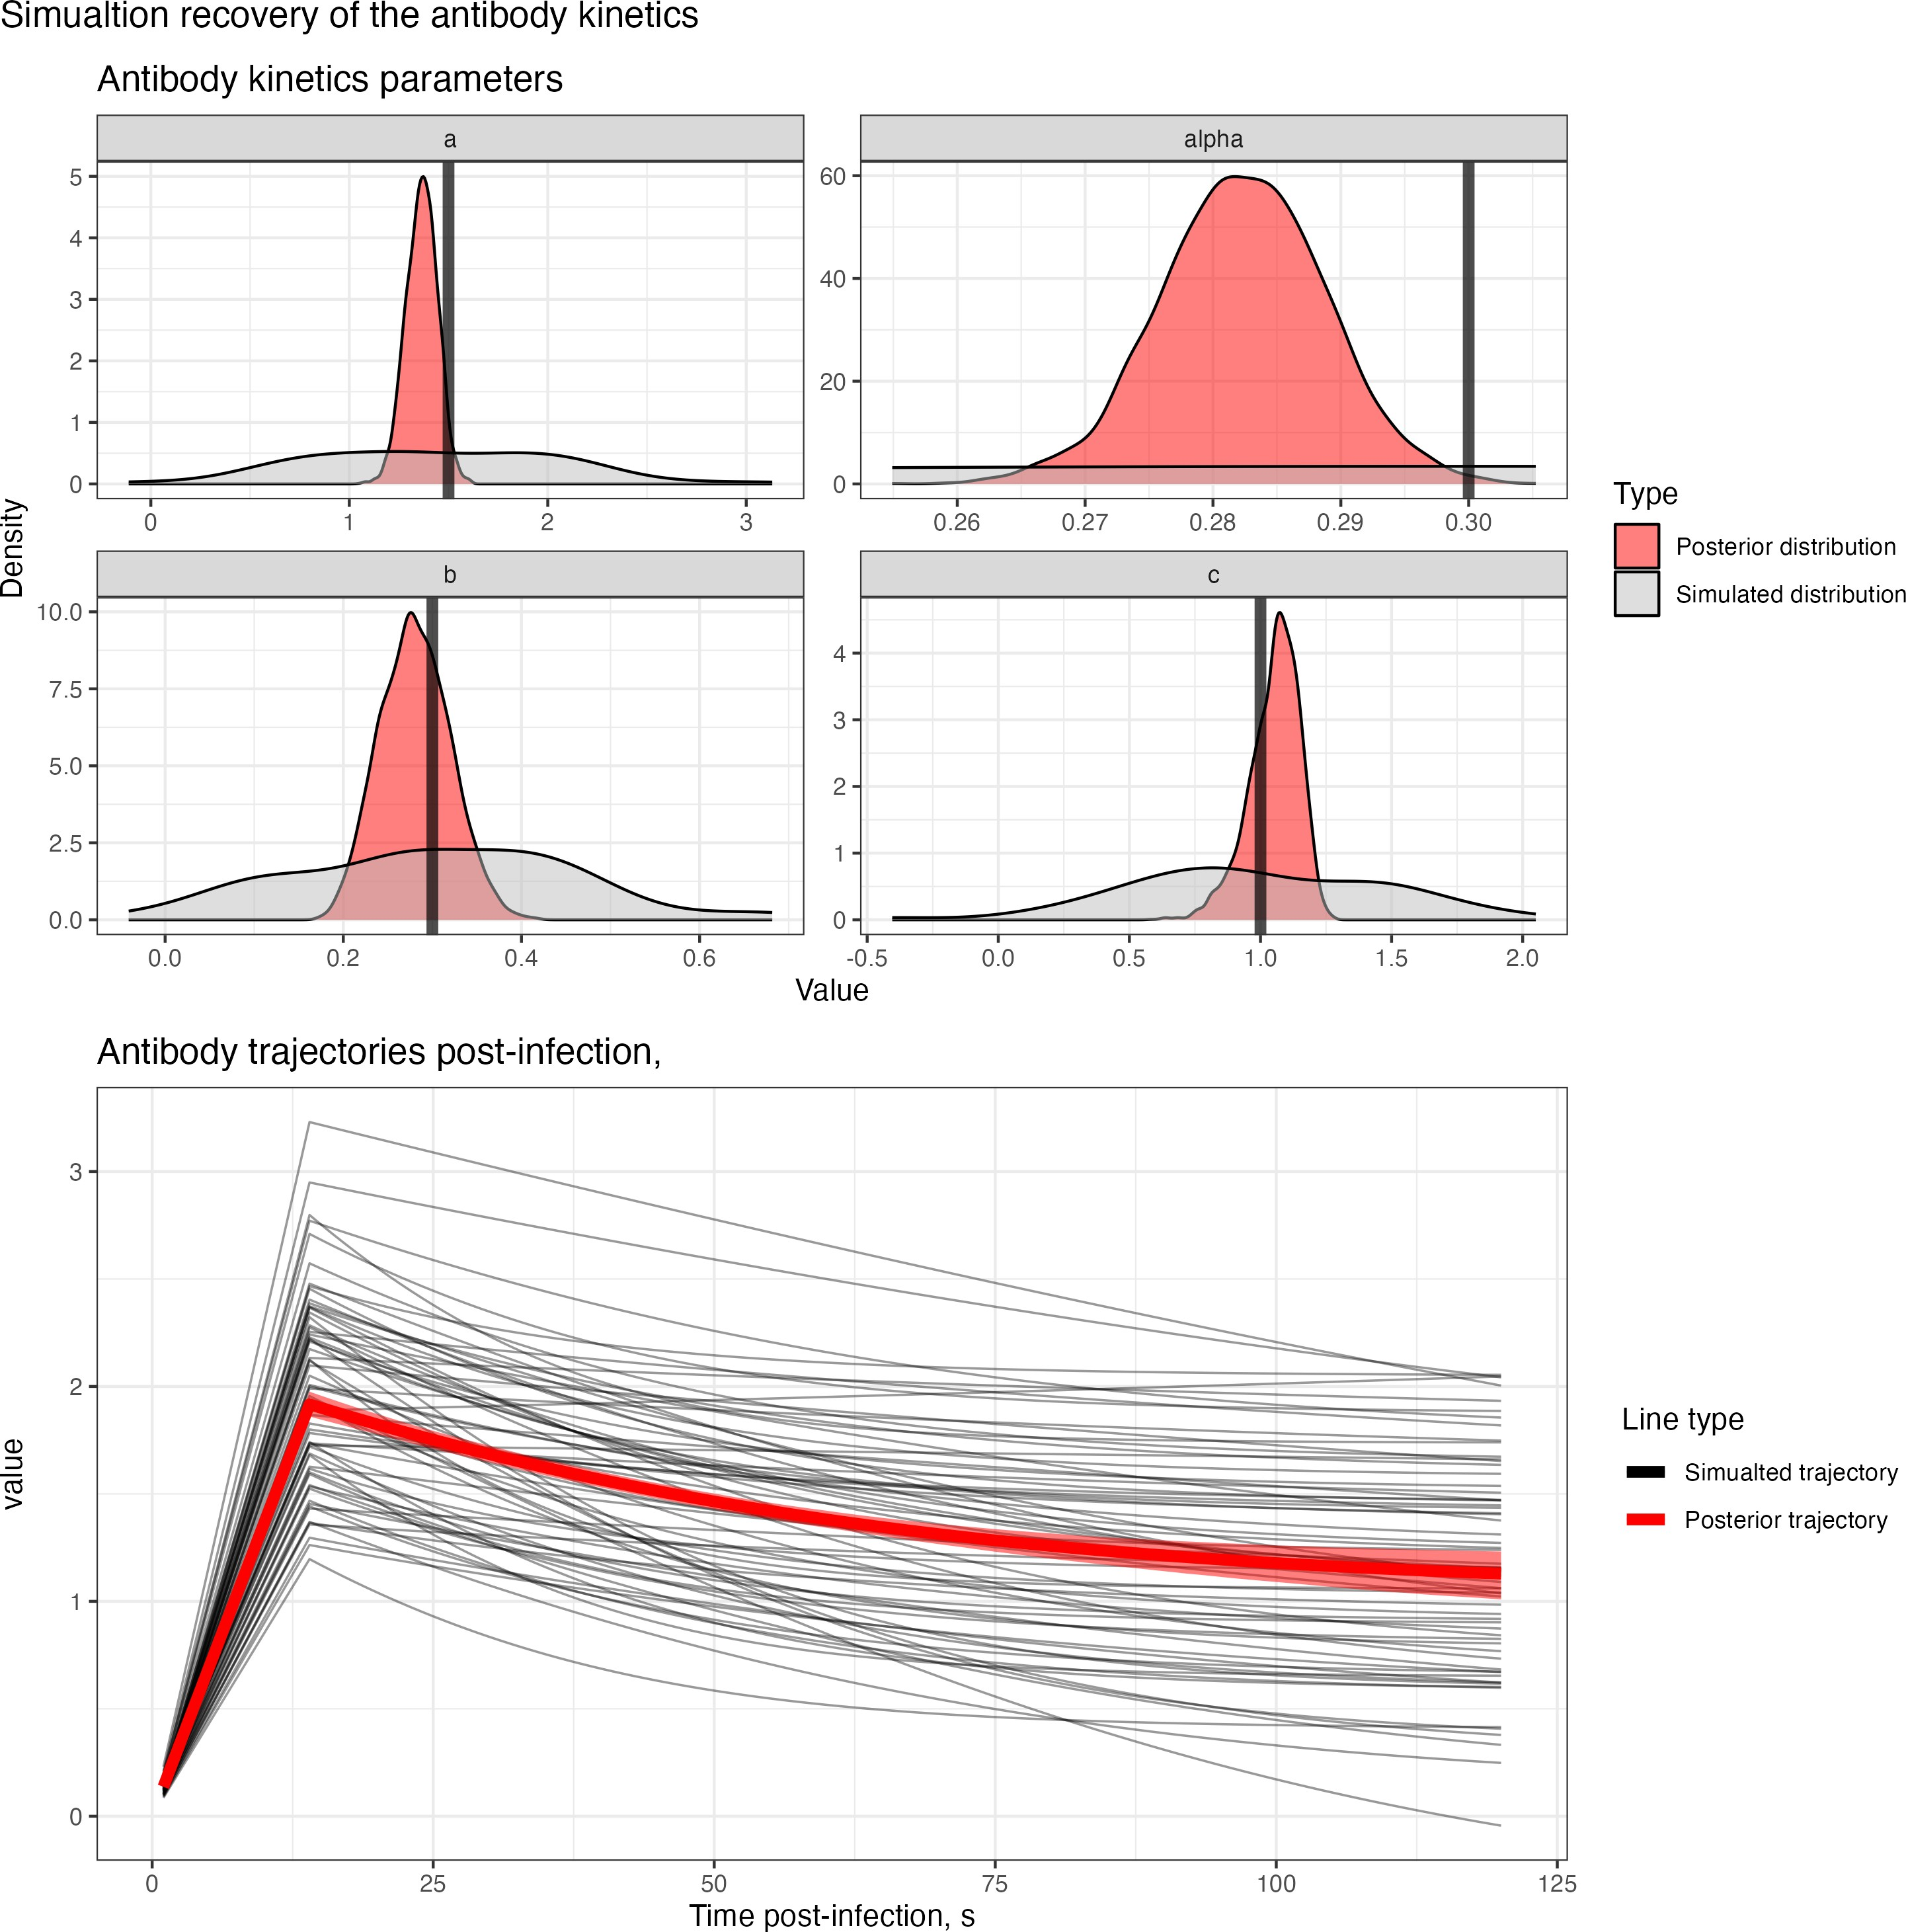 Simualtion recovery of the antibody kinetics
Antibody kinetics parameters
a
alpha
5
4
3
2
1
0
0 1 2 3
60
40
20
0
0.26 0.27 0.28 0.29 0.30
b
c
10.0
7.5
5.0
2.5
0.0
0.0 0.2 0.4 0.6
4
3
2
1
0
-0.5 0.0 0.5 1.0 1.5 2.0
Density
Value
Type
Posterior distribution
Simulated distribution
Antibody trajectories post-infection,
3
2
1
0
0 25 50 75 100 125
value
Time post-infection, s
Line type
Simualted trajectory
Posterior trajectory